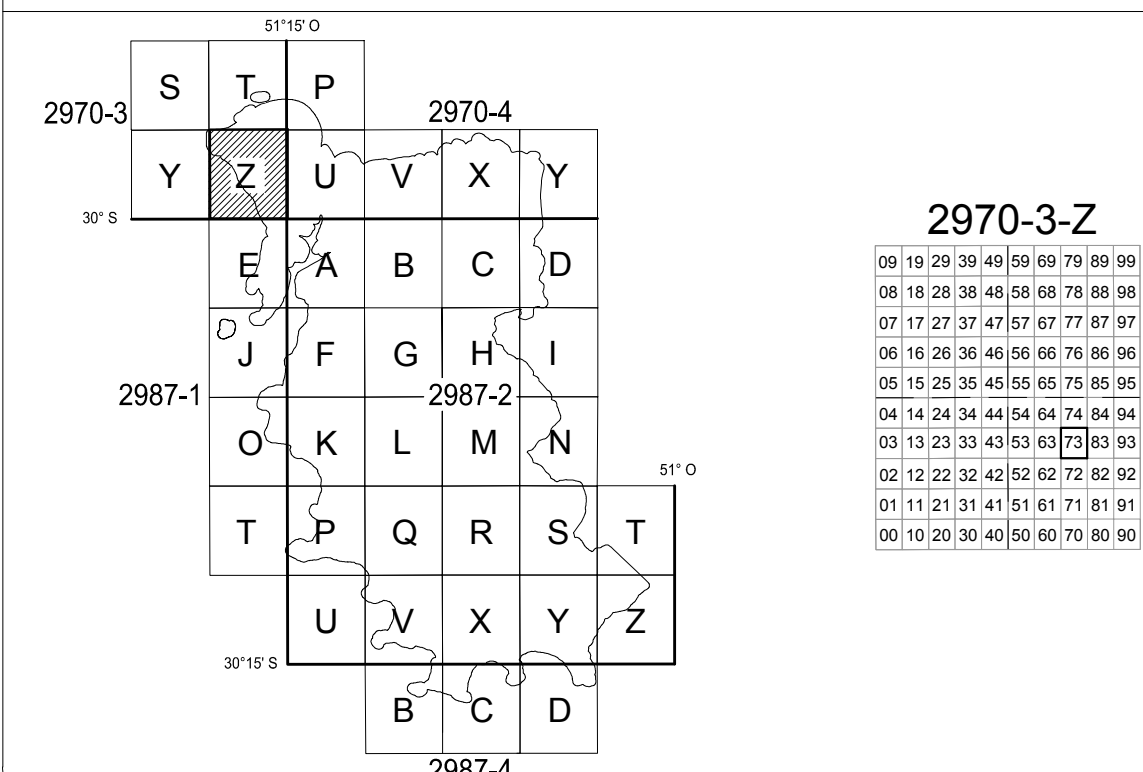 51°15' O
S T P
2970-3
2970-4
Y Z U V X Y
30° S
E A B C D
J F G H I
2987-1
2987-2
O K L M N
51° O
T P Q R S T
U V X Y Z
30°15' S
B C D
2987-4
2970-3-Z
09 19 29 39 49 59 69 79 89 99
08 18 28 38 48 58 68 78 88 98
07 17 27 37 47 57 67 77 87 97
06 16 26 36 46 56 66 76 86 96
05 15 25 35 45 55 65 75 85 95
04 14 24 34 44 54 64 74 84 94
03 13 23 33 43 53 63 73 83 93
02 12 22 32 42 52 62 72 82 92
01 11 21 31 41 51 61 71 81 91
00 10 20 30 40 50 60 70 80 90